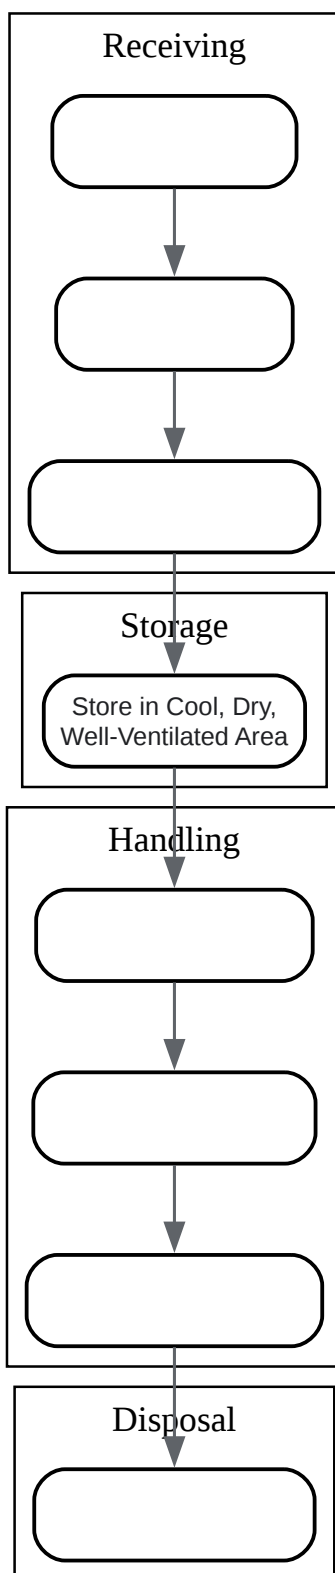 Receiving
Storage
Store in Cool, Dry,
Well-Ventilated Area
Handling
Disposal